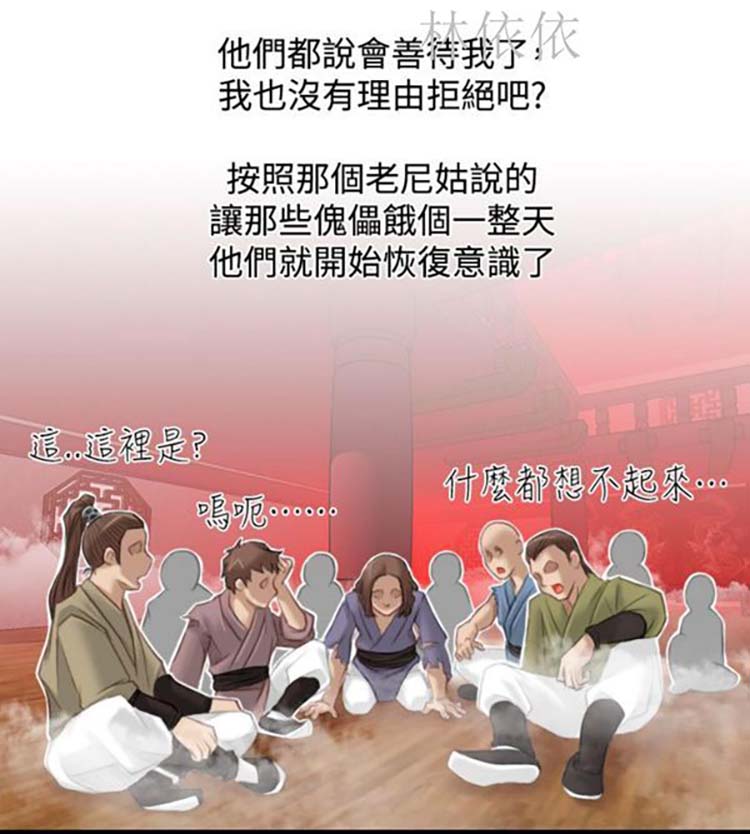 林依依
他們都說會善待我了，
我也沒有理由拒絕吧?
按照那個老尼姑說的
讓那些傀儡餓個一整天
他們就開始恢復意識了
這..這裡是?
嗚呃……
什麼都想不起來…